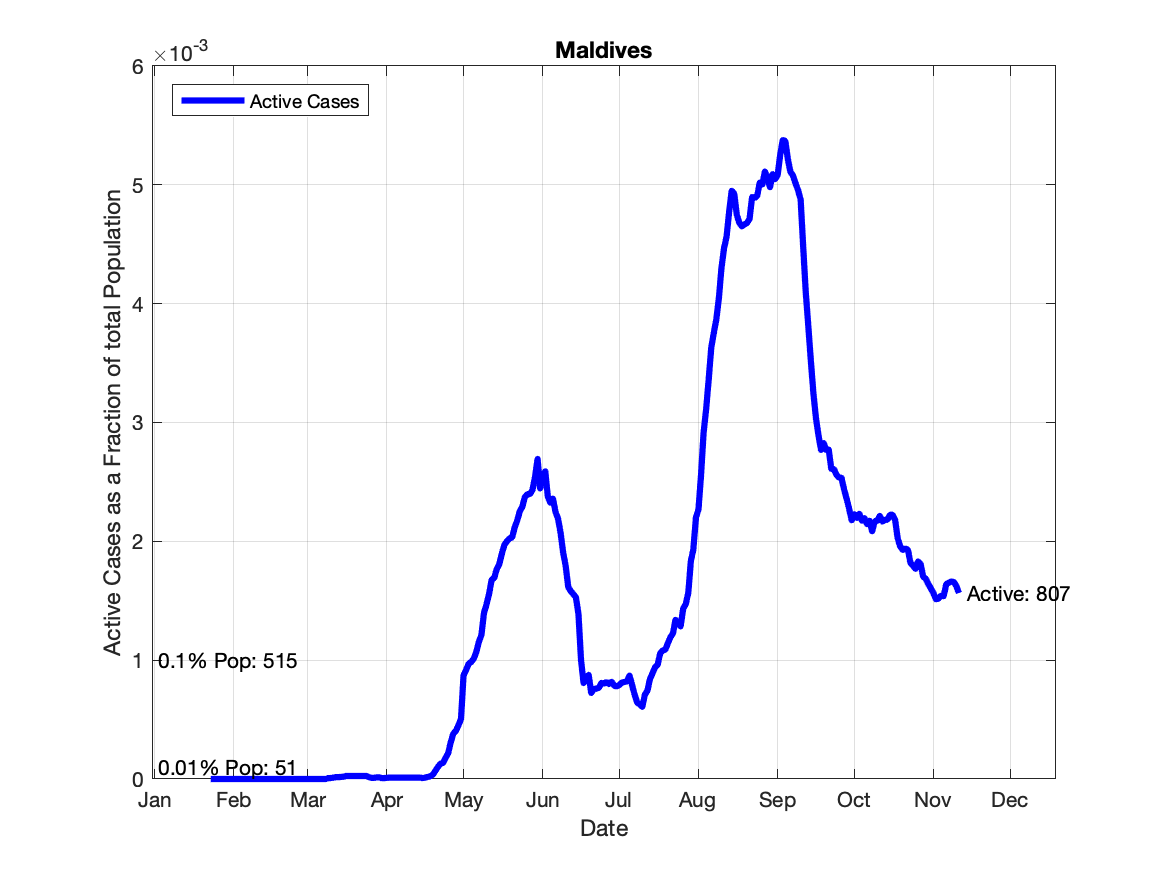 Maldives
×10-3
Active Cases
6
5
4
3
2
1
0
Active Cases as a Fraction of total Population
0.1% Pop: 515
0.01% Pop: 51
Active: 807
Jan Feb Mar Apr May Jun Jul Aug Sep Oct Nov Dec
Date